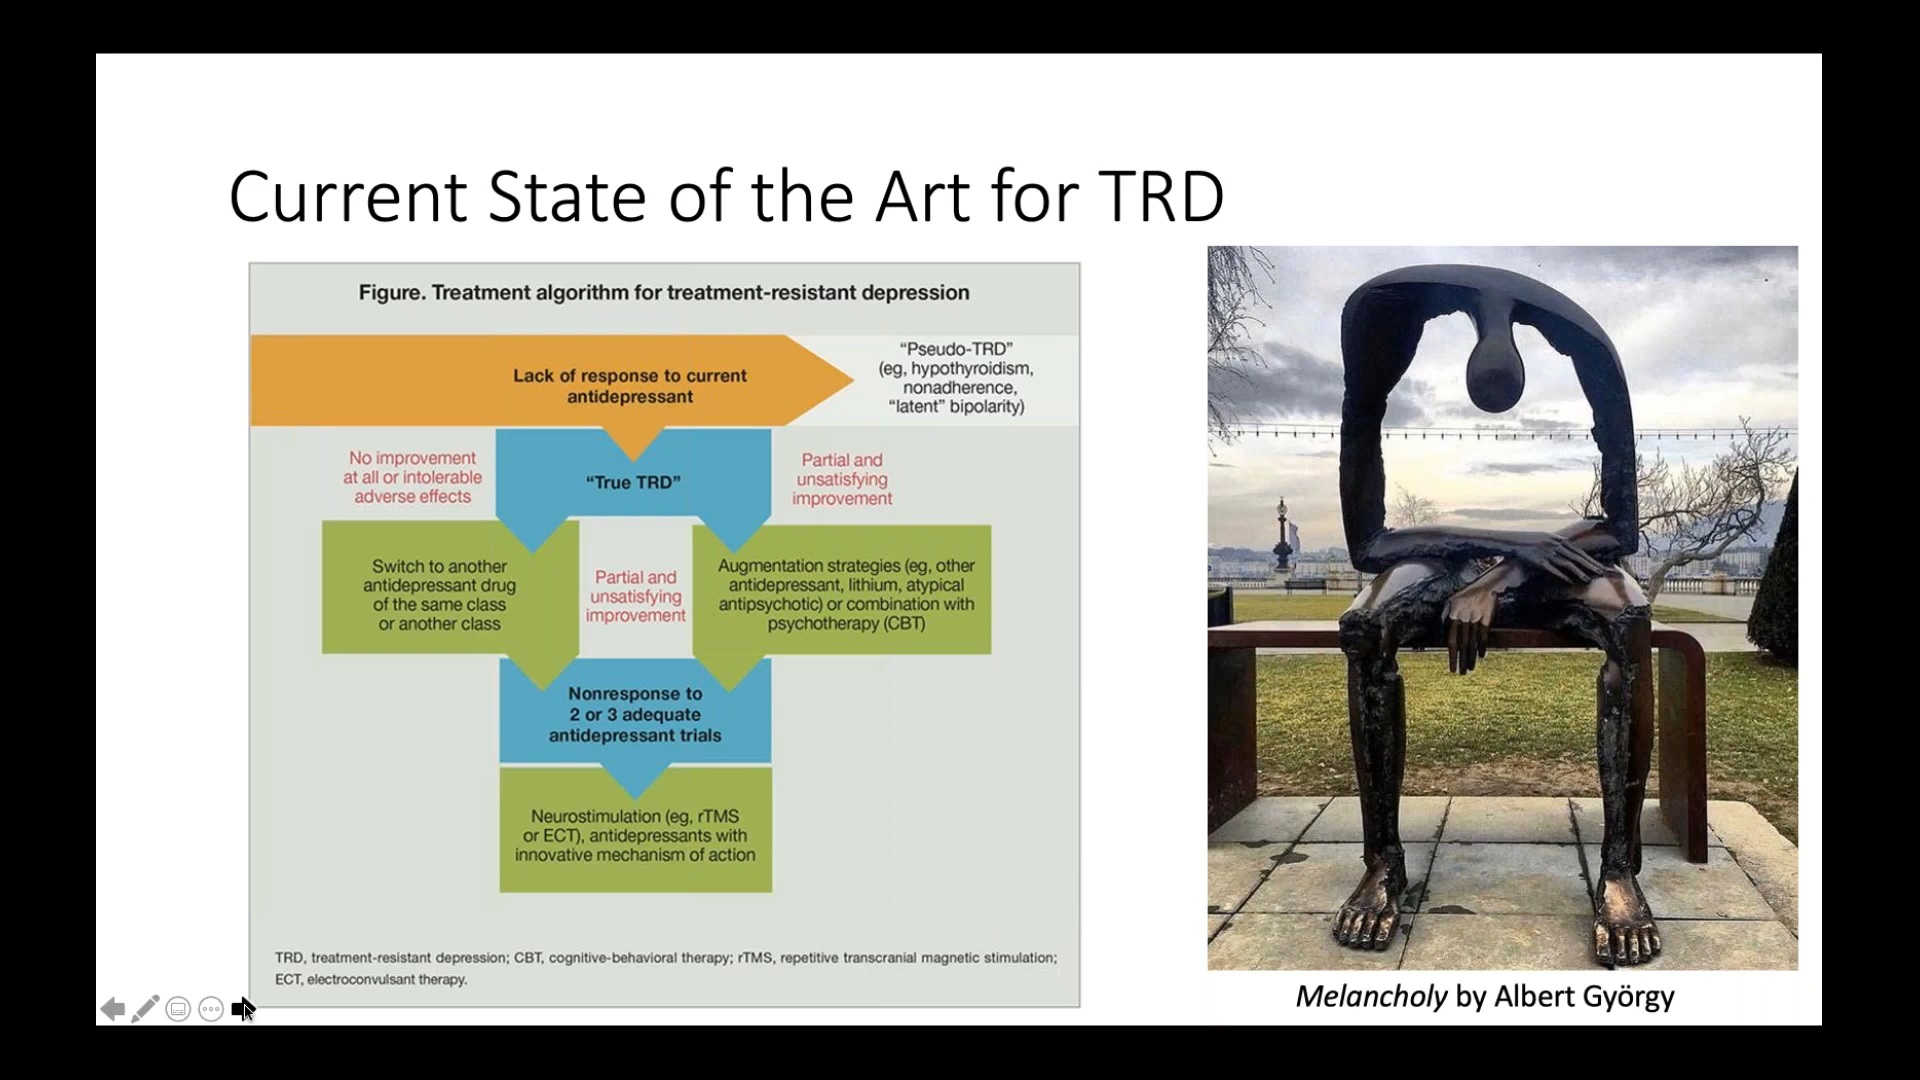 Current State of the Art for TRD
Figure. Treatment algorithm for treatment-resistant depression
Lack of response to current
antidepressant
“Pseudo-TRD”
(eg, hypothyroidism,
nonadherence,
“latent” bipolarity)
No improvement
at all or intolerable
adverse effects
“True TRD”
Partial and
unsatisfying
improvement
Switch to another
antidepressant drug
of the same class
or another class
Partial and
unsatisfying
improvement
Augmentation strategies (eg, other
antidepressant, lithium, atypical
antipsychotic) or combination with
psychotherapy (CBT)
Nonresponse to
2 or 3 adequate
antidepressant trials
Neurostimulation (eg, rTMS
or ECT), antidepressants with
innovative mechanism of action
TRD, treatment-resistant depression; CBT, cognitive-behavioral therapy; rTMS, repetitive transcranial magnetic stimulation;
ECT, electroconvulsant therapy.
Melancholy by Albert György